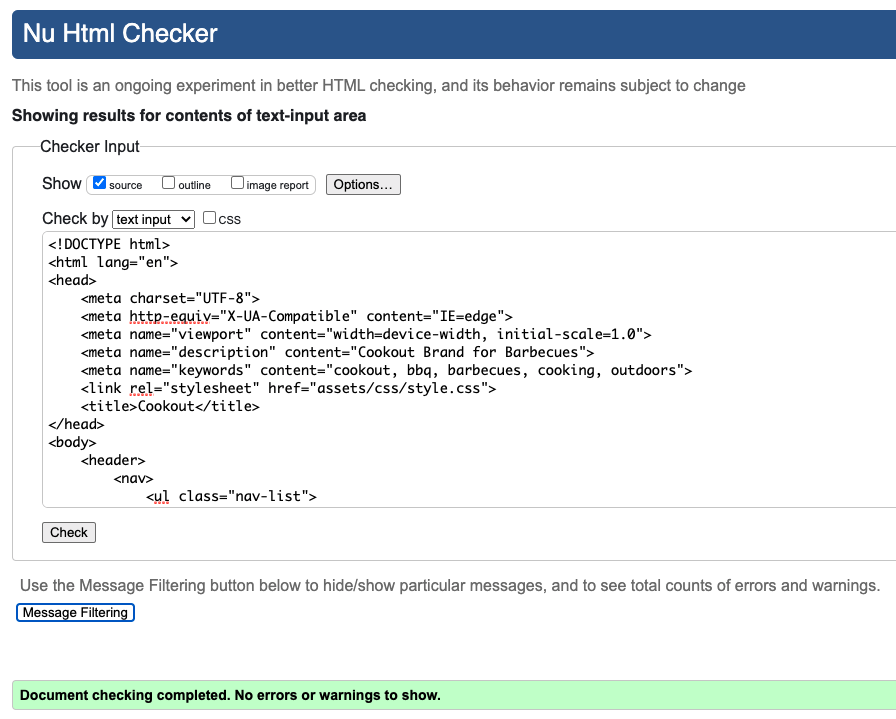 Nu Html Checker
This tool is an ongoing experiment in better HTML checking, and its behavior remains subject to change
Showing results for contents of text-input area
Checker Input
Show source outline image report Options...
Check by text input css
<!DOCTYPE html>
<html lang="en">
<head>
    <meta charset="UTF-8">
    <meta http-equiv="X-UA-Compatible" content="IE=edge">
    <meta name="viewport" content="width=device-width, initial-scale=1.0">
    <meta name="description" content="Cookout Brand for Barbecues">
    <meta name="keywords" content="cookout, bbq, barbecues, cooking, outdoors">
    <link rel="stylesheet" href="assets/css/style.css">
    <title>Cookout</title>
</head>
<body>
    <header>
        <nav>
            <ul class="nav-list">
Check
Use the Message Filtering button below to hide/show particular messages, and to see total counts of errors and warnings.
Message Filtering
Document checking completed. No errors or warnings to show.